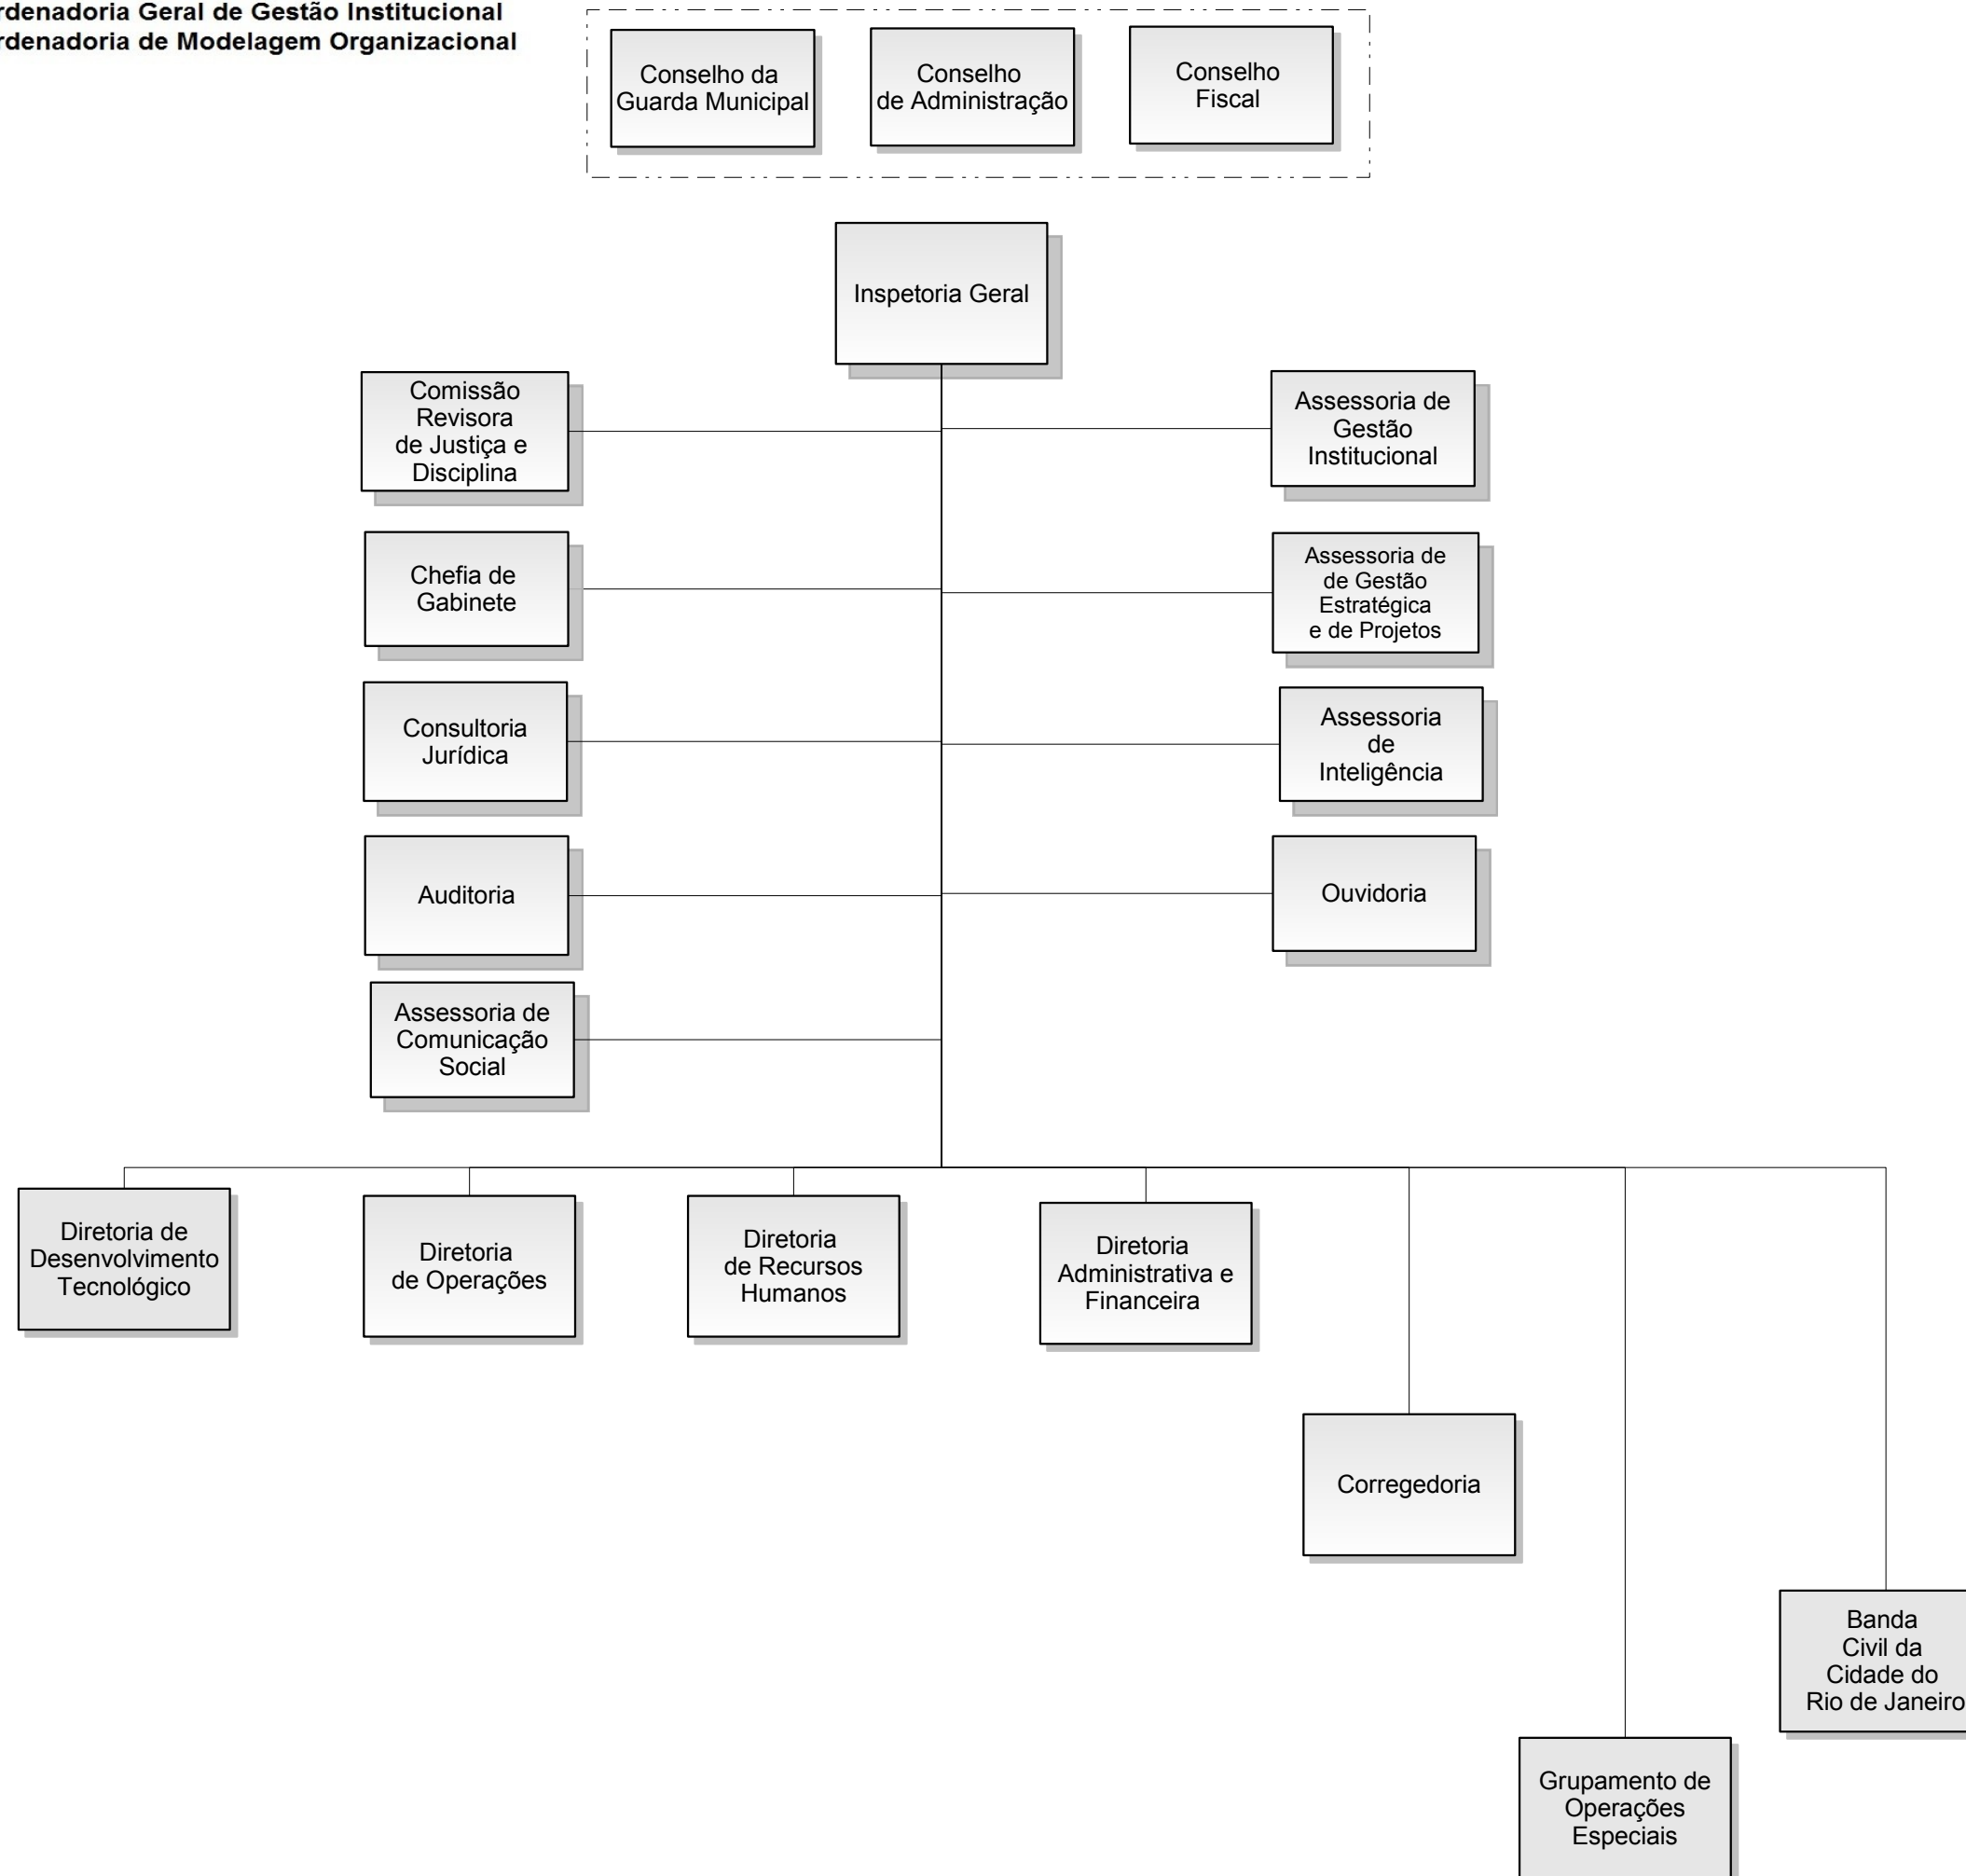 rdenadoria Geral de Gestão Institucional
rdenadoria de Modelagem Organizacional
Conselho da
Guarda Municipal
Conselho
de Administração
Conselho
Fiscal
Inspetoria Geral
Comissão
Revisora
de Justiça e
Disciplina
Assessoria de
Gestão
Institucional
Chefia de
Gabinete
Assessoria de
de Gestão
Estratégica
e de Projetos
Consultoria
Jurídica
Assessoria
de
Inteligência
Auditoria
Ouvidoria
Assessoria de
Comunicação
Social
Diretoria de
Desenvolvimento
Tecnológico
Diretoria
de Operações
Diretoria
de Recursos
Humanos
Diretoria
Administrativa e
Financeira
Corregedoria
Banda
Civil da
Cidade do
Rio de Janeiro
Grupamento de
Operações
Especiais